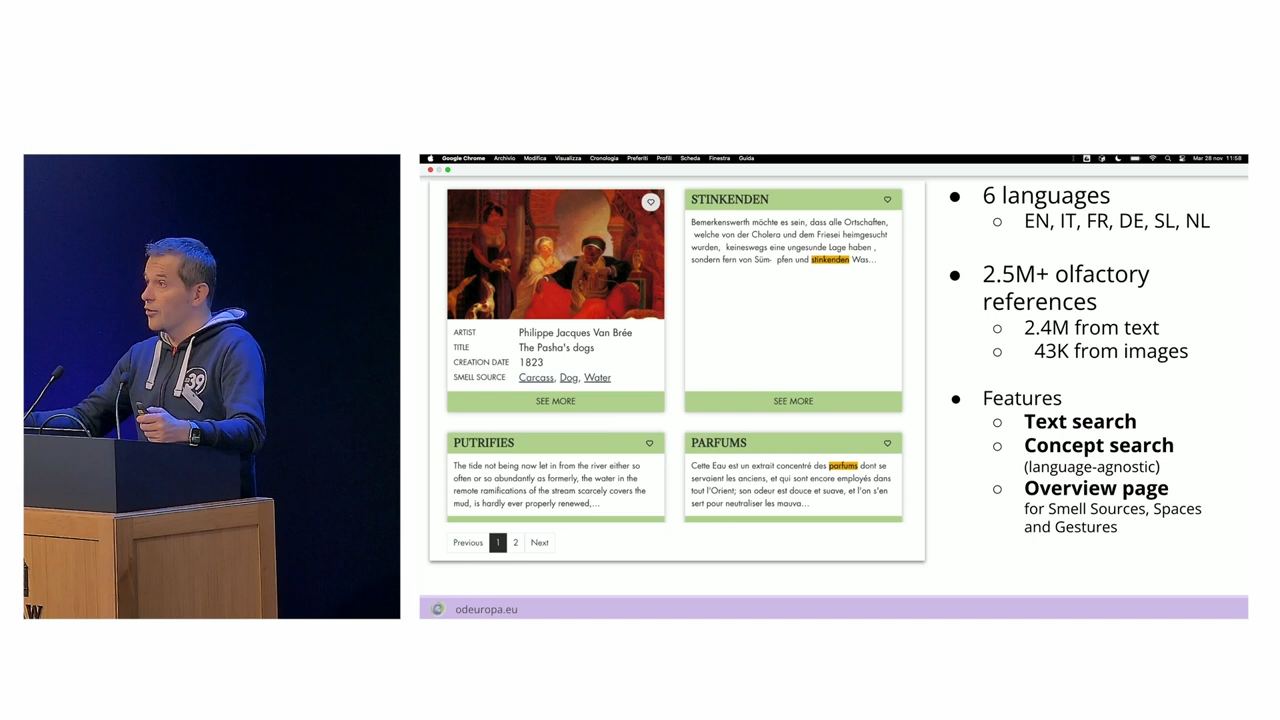 Google Chrome Archivio Modifica Visualizza Cronologia Preferiti Profili Scheda Finestra Guida Mar 28 nov 11:58
39
W
ARTIST Philippe Jacques Van Brée
TITLE The Pasha's dogs
CREATION DATE 1823
SMELL SOURCE Carcass, Dog, Water
SEE MORE
STINKENDEN
Bemerkenswerth möchte es sein, dass alle Ortschaften,
welche von der Cholera und dem Friesei heimgesucht
wurden, keineswegs eine ungesunde Lage haben ,
sondern fern von Süm- pfen und stinkenden Was...
SEE MORE
PUTRIFIES
The tide not being now let in from the river either so
often or so abundantly as formerly, the water in the
remote ramifications of the stream scarcely covers the
mud, is hardly ever properly renewed,...
PARFUMS
Cette Eau est un extrait concentré des parfums dont se
servaient les anciens, et qui sont encore employés dans
tout l'Orient; son odeur est douce et suave, et l'on s'en
sert pour neutraliser les mauva...
Previous 1 2 Next
● 6 languages
○ EN, IT, FR, DE, SL, NL
● 2.5M+ olfactory
references
○ 2.4M from text
○ 43K from images
● Features
○ Text search
○ Concept search
(language-agnostic)
○ Overview page
for Smell Sources, Spaces
and Gestures
odeuropa.eu